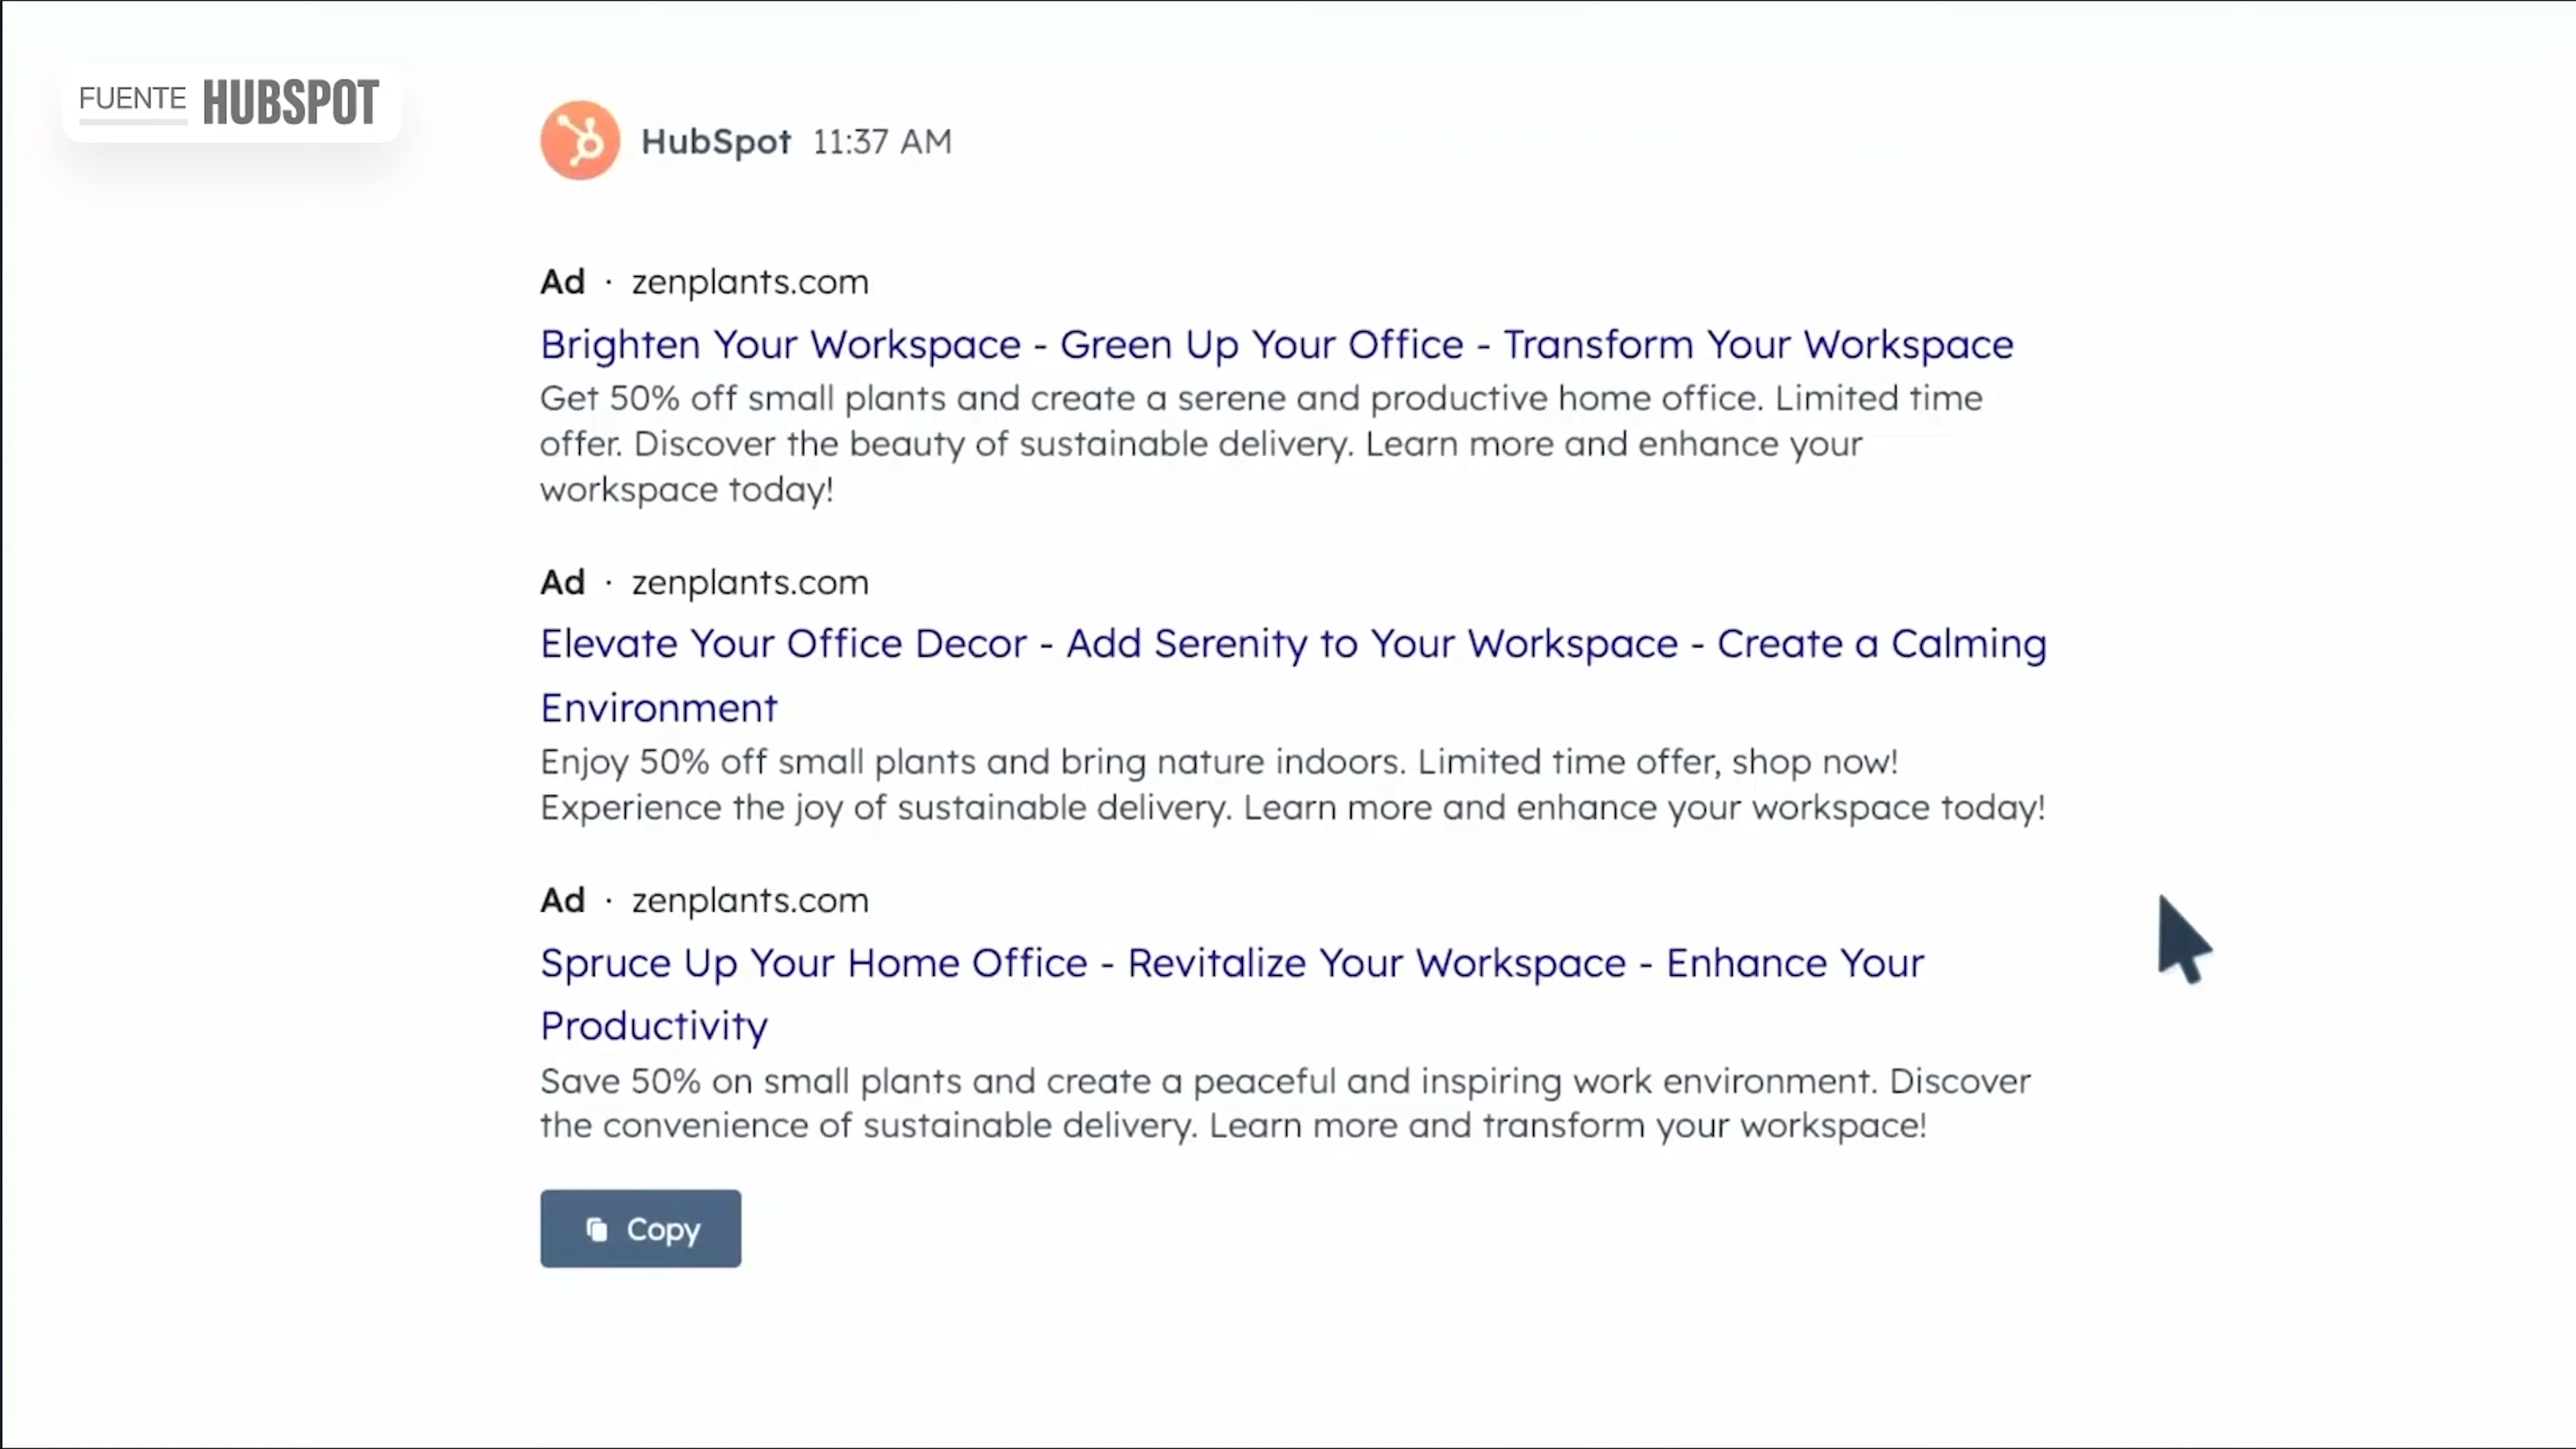 FUENTE HUBSPOT
HubSpot 11:37 AM
Ad · zenplants.com
Brighten Your Workspace - Green Up Your Office - Transform Your Workspace
Get 50% off small plants and create a serene and productive home office. Limited time
offer. Discover the beauty of sustainable delivery. Learn more and enhance your
workspace today!
Ad · zenplants.com
Elevate Your Office Decor - Add Serenity to Your Workspace - Create a Calming
Environment
Enjoy 50% off small plants and bring nature indoors. Limited time offer, shop now!
Experience the joy of sustainable delivery. Learn more and enhance your workspace today!
Ad · zenplants.com
Spruce Up Your Home Office - Revitalize Your Workspace - Enhance Your
Productivity
Save 50% on small plants and create a peaceful and inspiring work environment. Discover
the convenience of sustainable delivery. Learn more and transform your workspace!
Copy